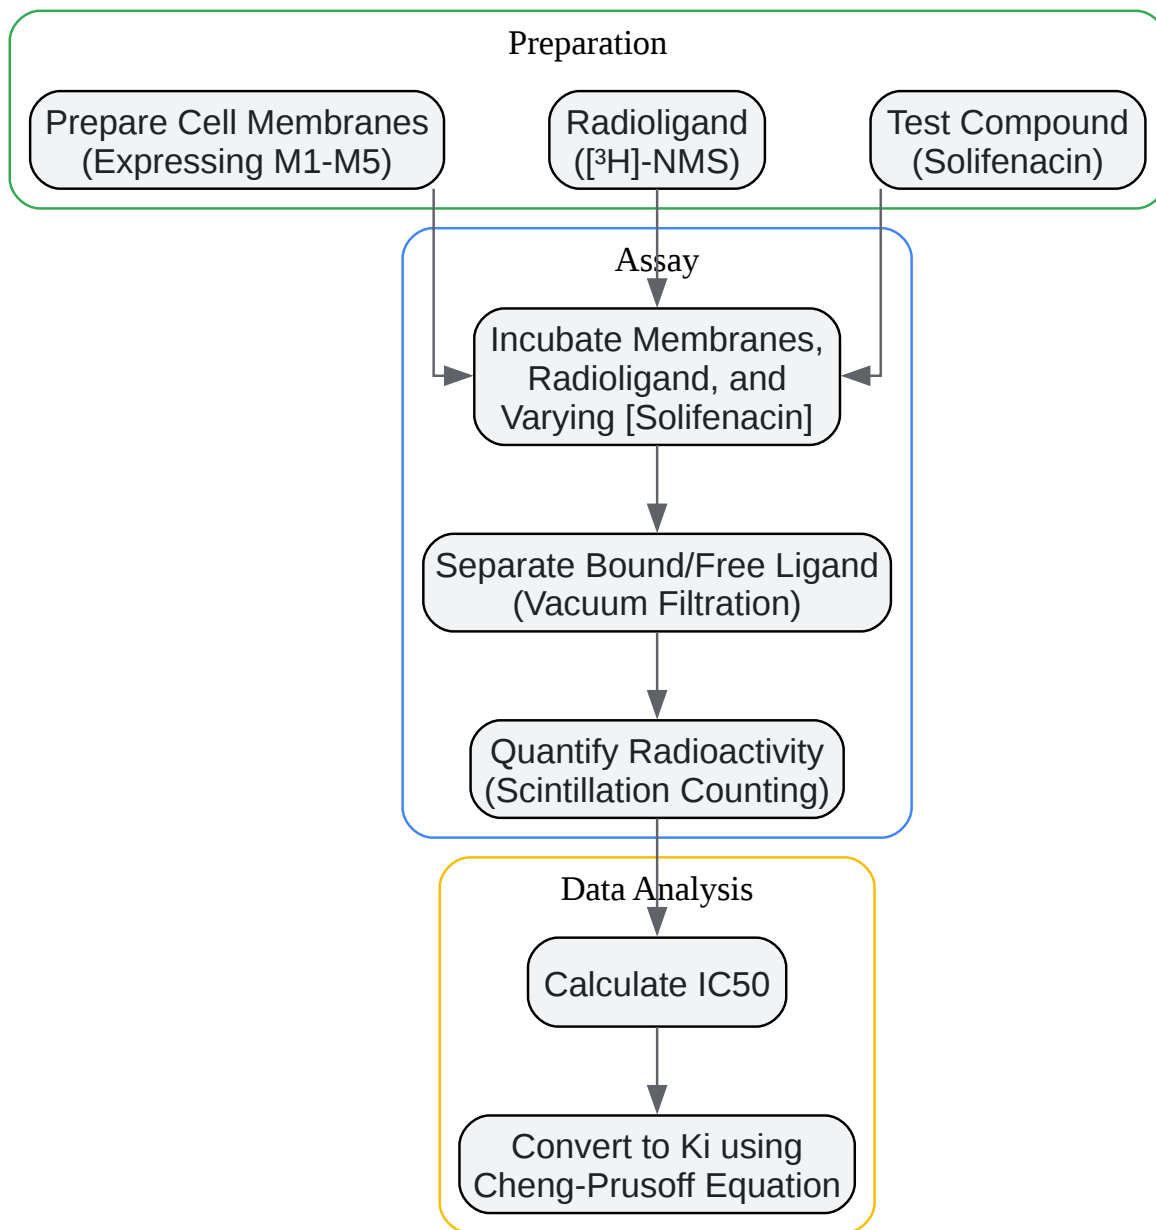 Preparation
Prepare Cell Membranes
(Expressing M1-M5)
Radioligand
([³H]-NMS)
Test Compound
(Solifenacin)
Assay
Incubate Membranes,
Radioligand, and
Varying [Solifenacin]
Separate Bound/Free Ligand
(Vacuum Filtration)
Quantify Radioactivity
(Scintillation Counting)
Data Analysis
Calculate IC50
Convert to Ki using
Cheng-Prusoff Equation